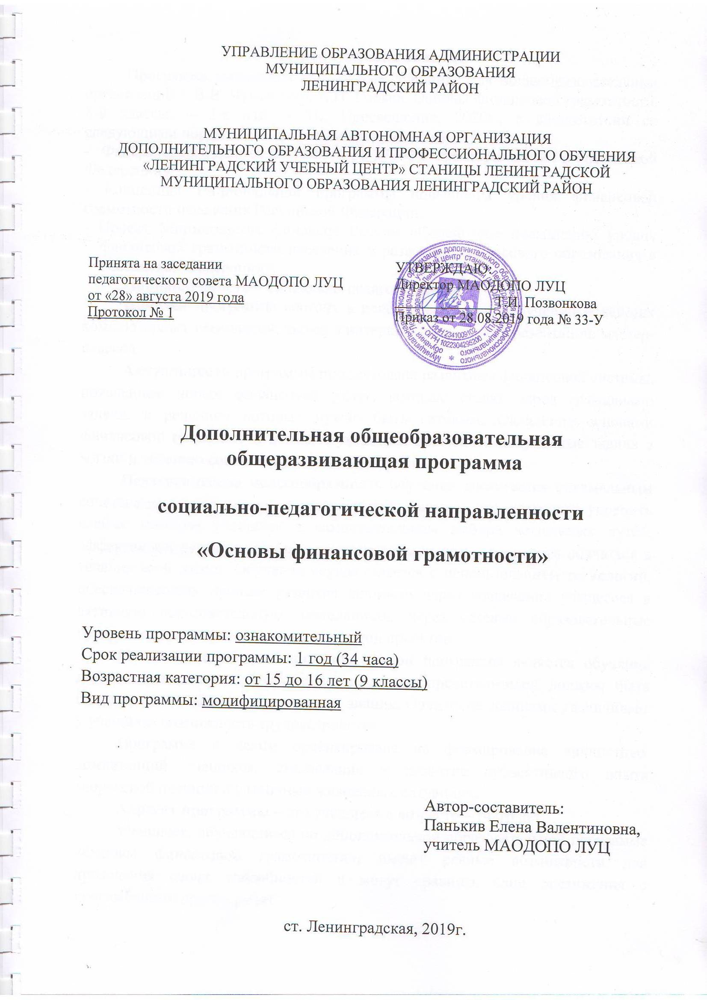 УПРАВЛЕНИЕ ОБРАЗОВАНИЯ АДМИНИСТРАЦИИ
МУНИЦИПАЛЬНОГО ОБРАЗОВАНИЯ
ЛЕНИНГРАДСКИЙ РАЙОН
МУНИЦИПАЛЬНАЯ АВТОНОМНАЯ ОРГАНИЗАЦИЯ
ДОПОЛНИТЕЛЬНОГО ОБРАЗОВАНИЯ И ПРОФЕССИОНАЛЬНОГО ОБУЧЕНИЯ
«ЛЕНИНГРАДСКИЙ УЧЕБНЫЙ ЦЕНТР» СТАНИЦЫ ЛЕНИНГРАДСКОЙ
МУНИЦИПАЛЬНОГО ОБРАЗОВАНИЯ ЛЕНИНГРАДСКИЙ РАЙОН
Принята на заседании
педагогического совета МАОДОПО ЛУЦ
от «28» августа 2019 года
Протокол № 1
УТВЕРЖДАЮ:
Директор МАОДОПО ЛУЦ
Т.И. Позвонкова
Приказ от 28.08.2019 года № 33-У
ИНН 2341009102
ОГРН 1022304295200
Дополнительная общеобразовательная
общеразвивающая программа
социально-педагогической направленности
«Основы финансовой грамотности»
Уровень программы: ознакомительный
Срок реализации программы: 1 год (34 часа)
Возрастная категория: от 15 до 16 лет (9 классы)
Вид программы: модифицированная
Автор-составитель:
Панькив Елена Валентиновна,
учитель МАОДОПО ЛУЦ
ст. Ленинградская, 2019г.